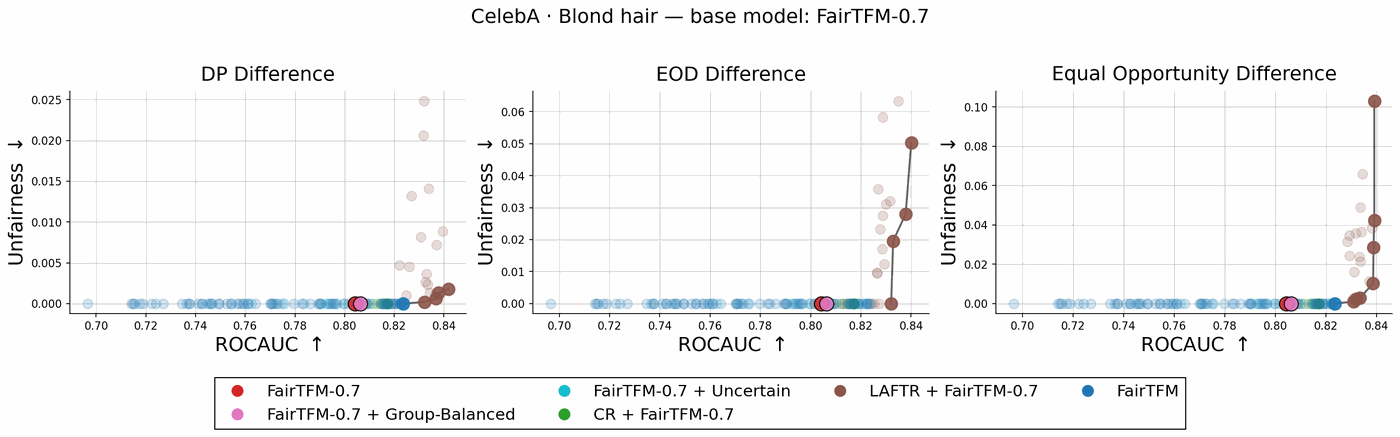 CelebA · Blond hair — base model: FairTFM-0.7
DP Difference
Unfairness ↓
0.025
0.020
0.015
0.010
0.005
0.000
0.70 0.72 0.74 0.76 0.78 0.80 0.82 0.84
ROCAUC ↑
EOD Difference
Unfairness ↓
0.06
0.05
0.04
0.03
0.02
0.01
0.00
0.70 0.72 0.74 0.76 0.78 0.80 0.82 0.84
ROCAUC ↑
Equal Opportunity Difference
Unfairness ↓
0.10
0.08
0.06
0.04
0.02
0.00
0.70 0.72 0.74 0.76 0.78 0.80 0.82 0.84
ROCAUC ↑
FairTFM-0.7
FairTFM-0.7 + Group-Balanced
FairTFM-0.7 + Uncertain
CR + FairTFM-0.7
LAFTR + FairTFM-0.7
FairTFM